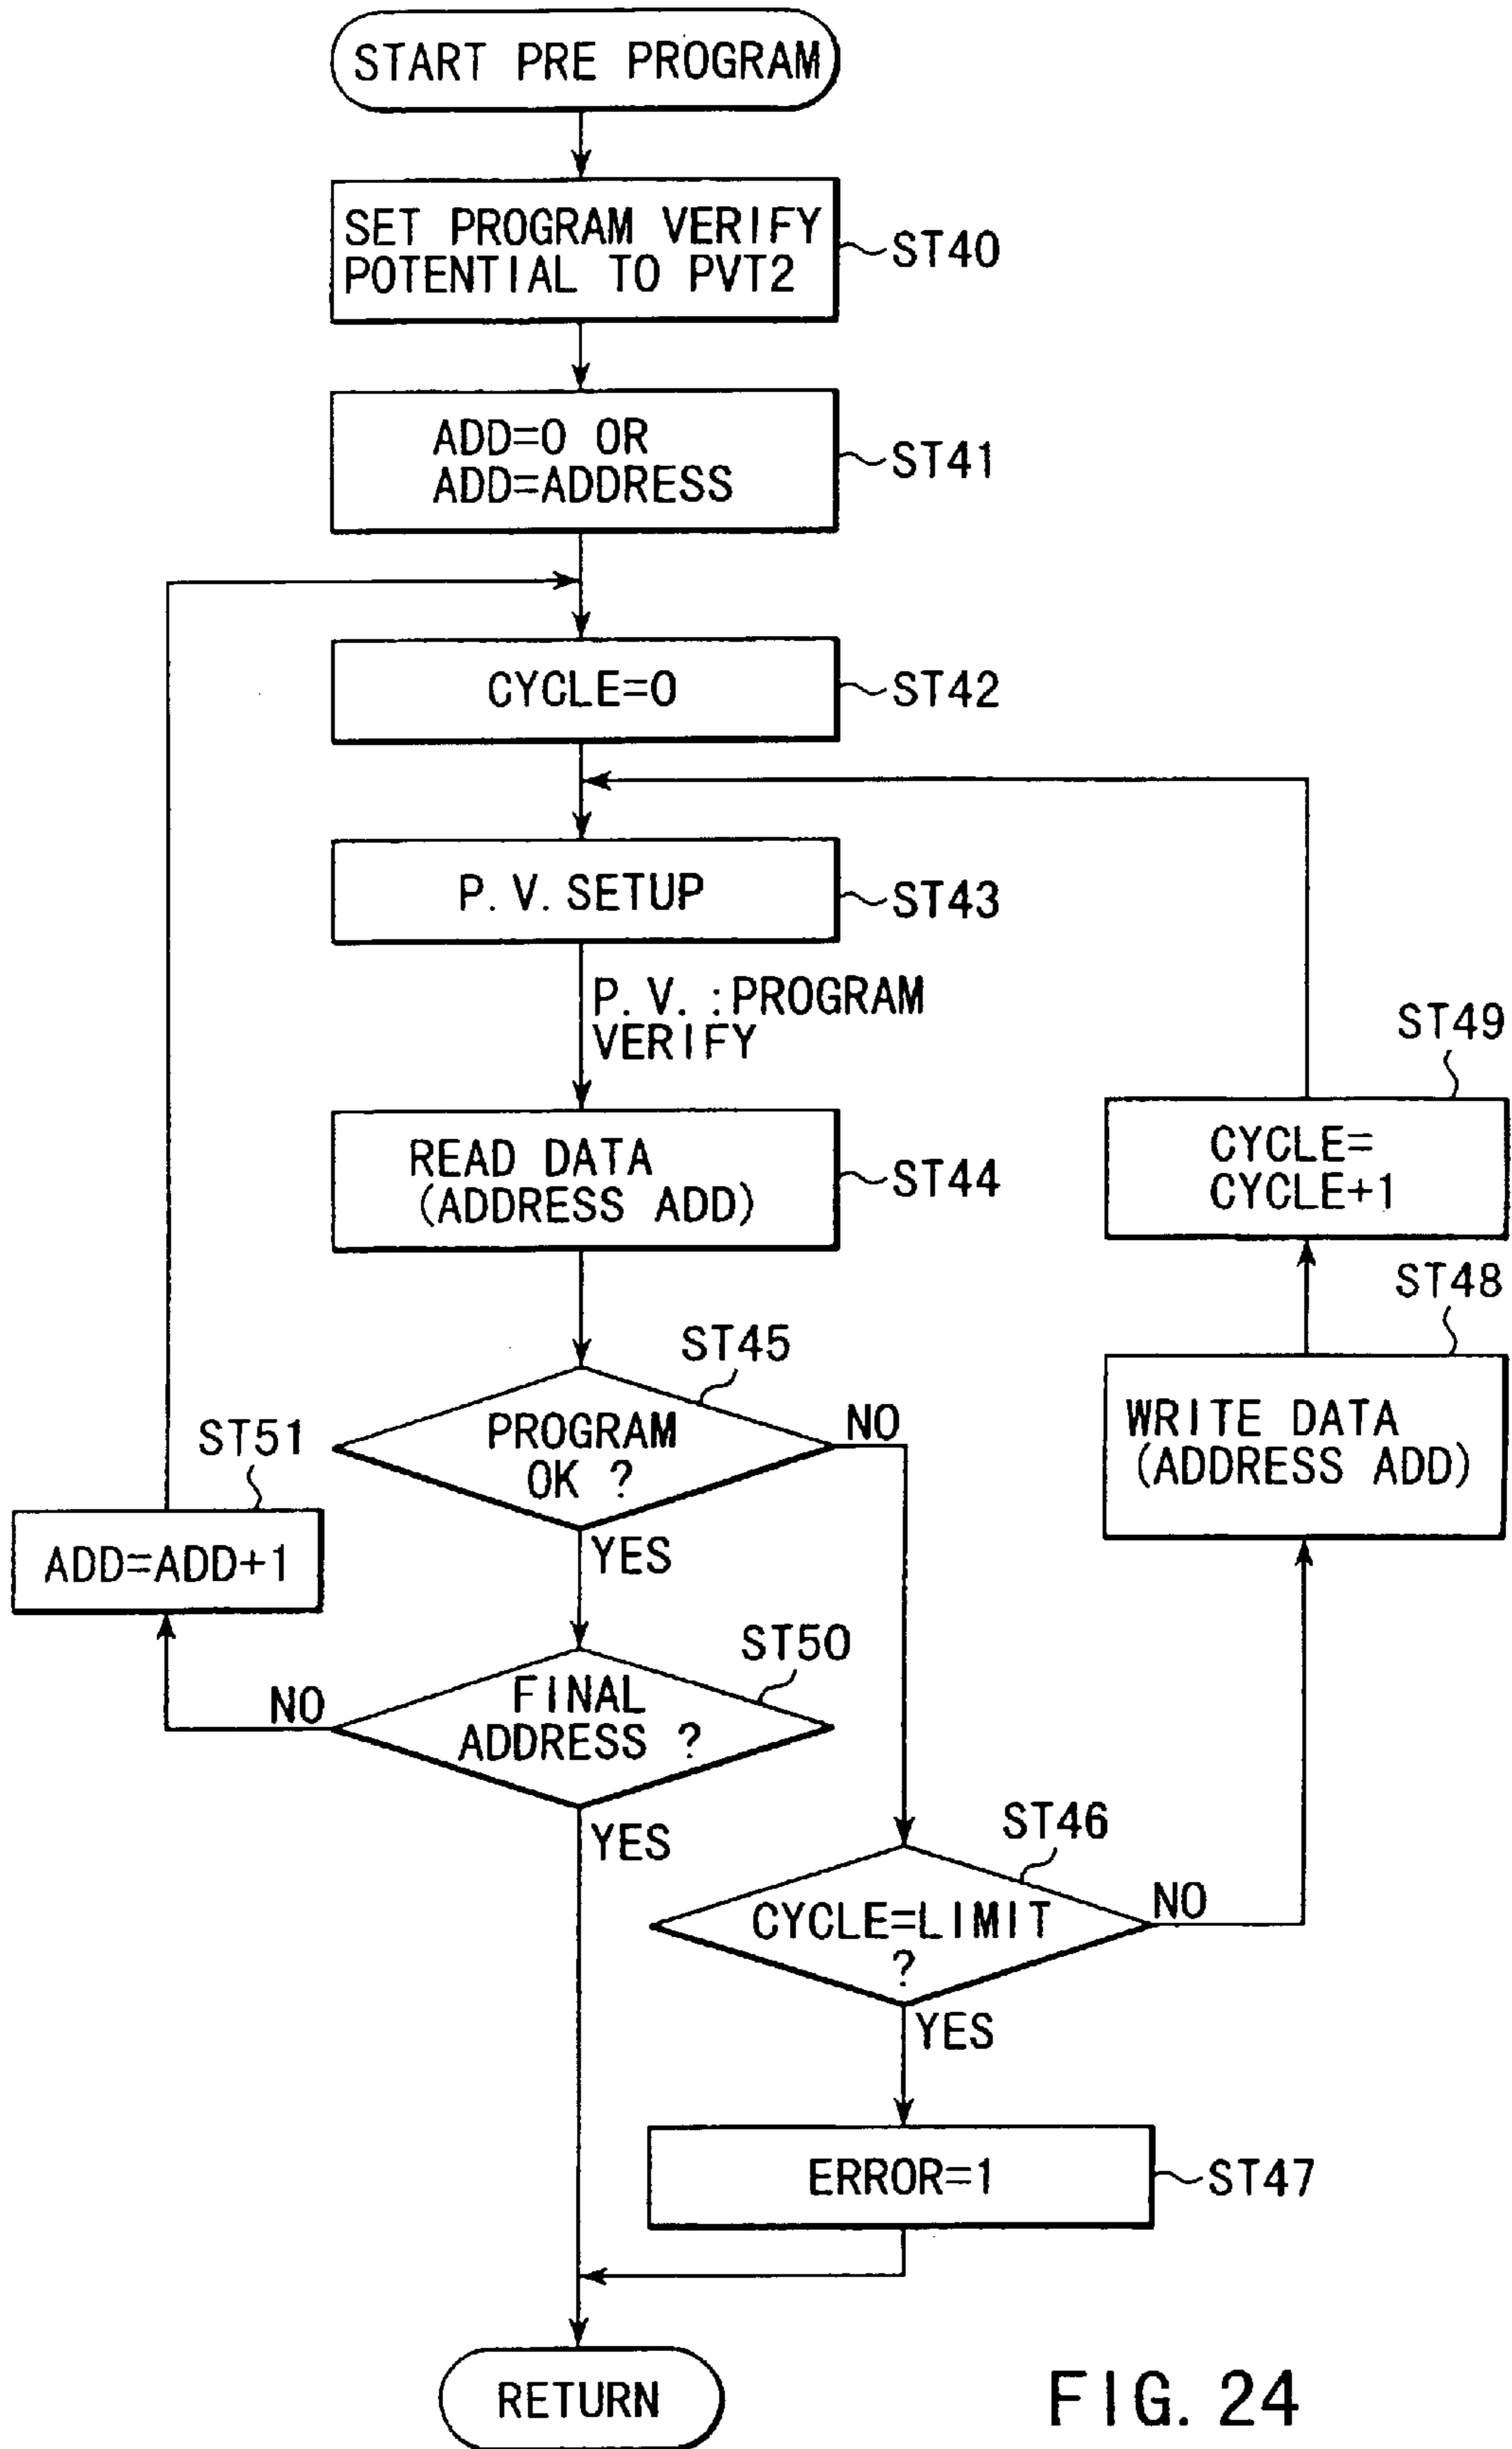 START PRE PROGRAM
SET PROGRAM VERIFY
POTENTIAL TO PVT2
ST40
ADD=0 OR
ADD=ADDRESS
ST41
CYCLE=0
ST42
P.V.SETUP
ST43
P.V.:PROGRAM
VERIFY
READ DATA
(ADDRESS ADD)
ST44
ST45
PROGRAM
OK ?
NO
YES
ST50
FINAL
ADDRESS ?
NO
YES
ST51
ADD=ADD+1
ST46
CYCLE=LIMIT
?
NO
YES
ERROR=1
ST47
ST48
WRITE DATA
(ADDRESS ADD)
ST49
CYCLE=
CYCLE+1
RETURN
FIG. 24